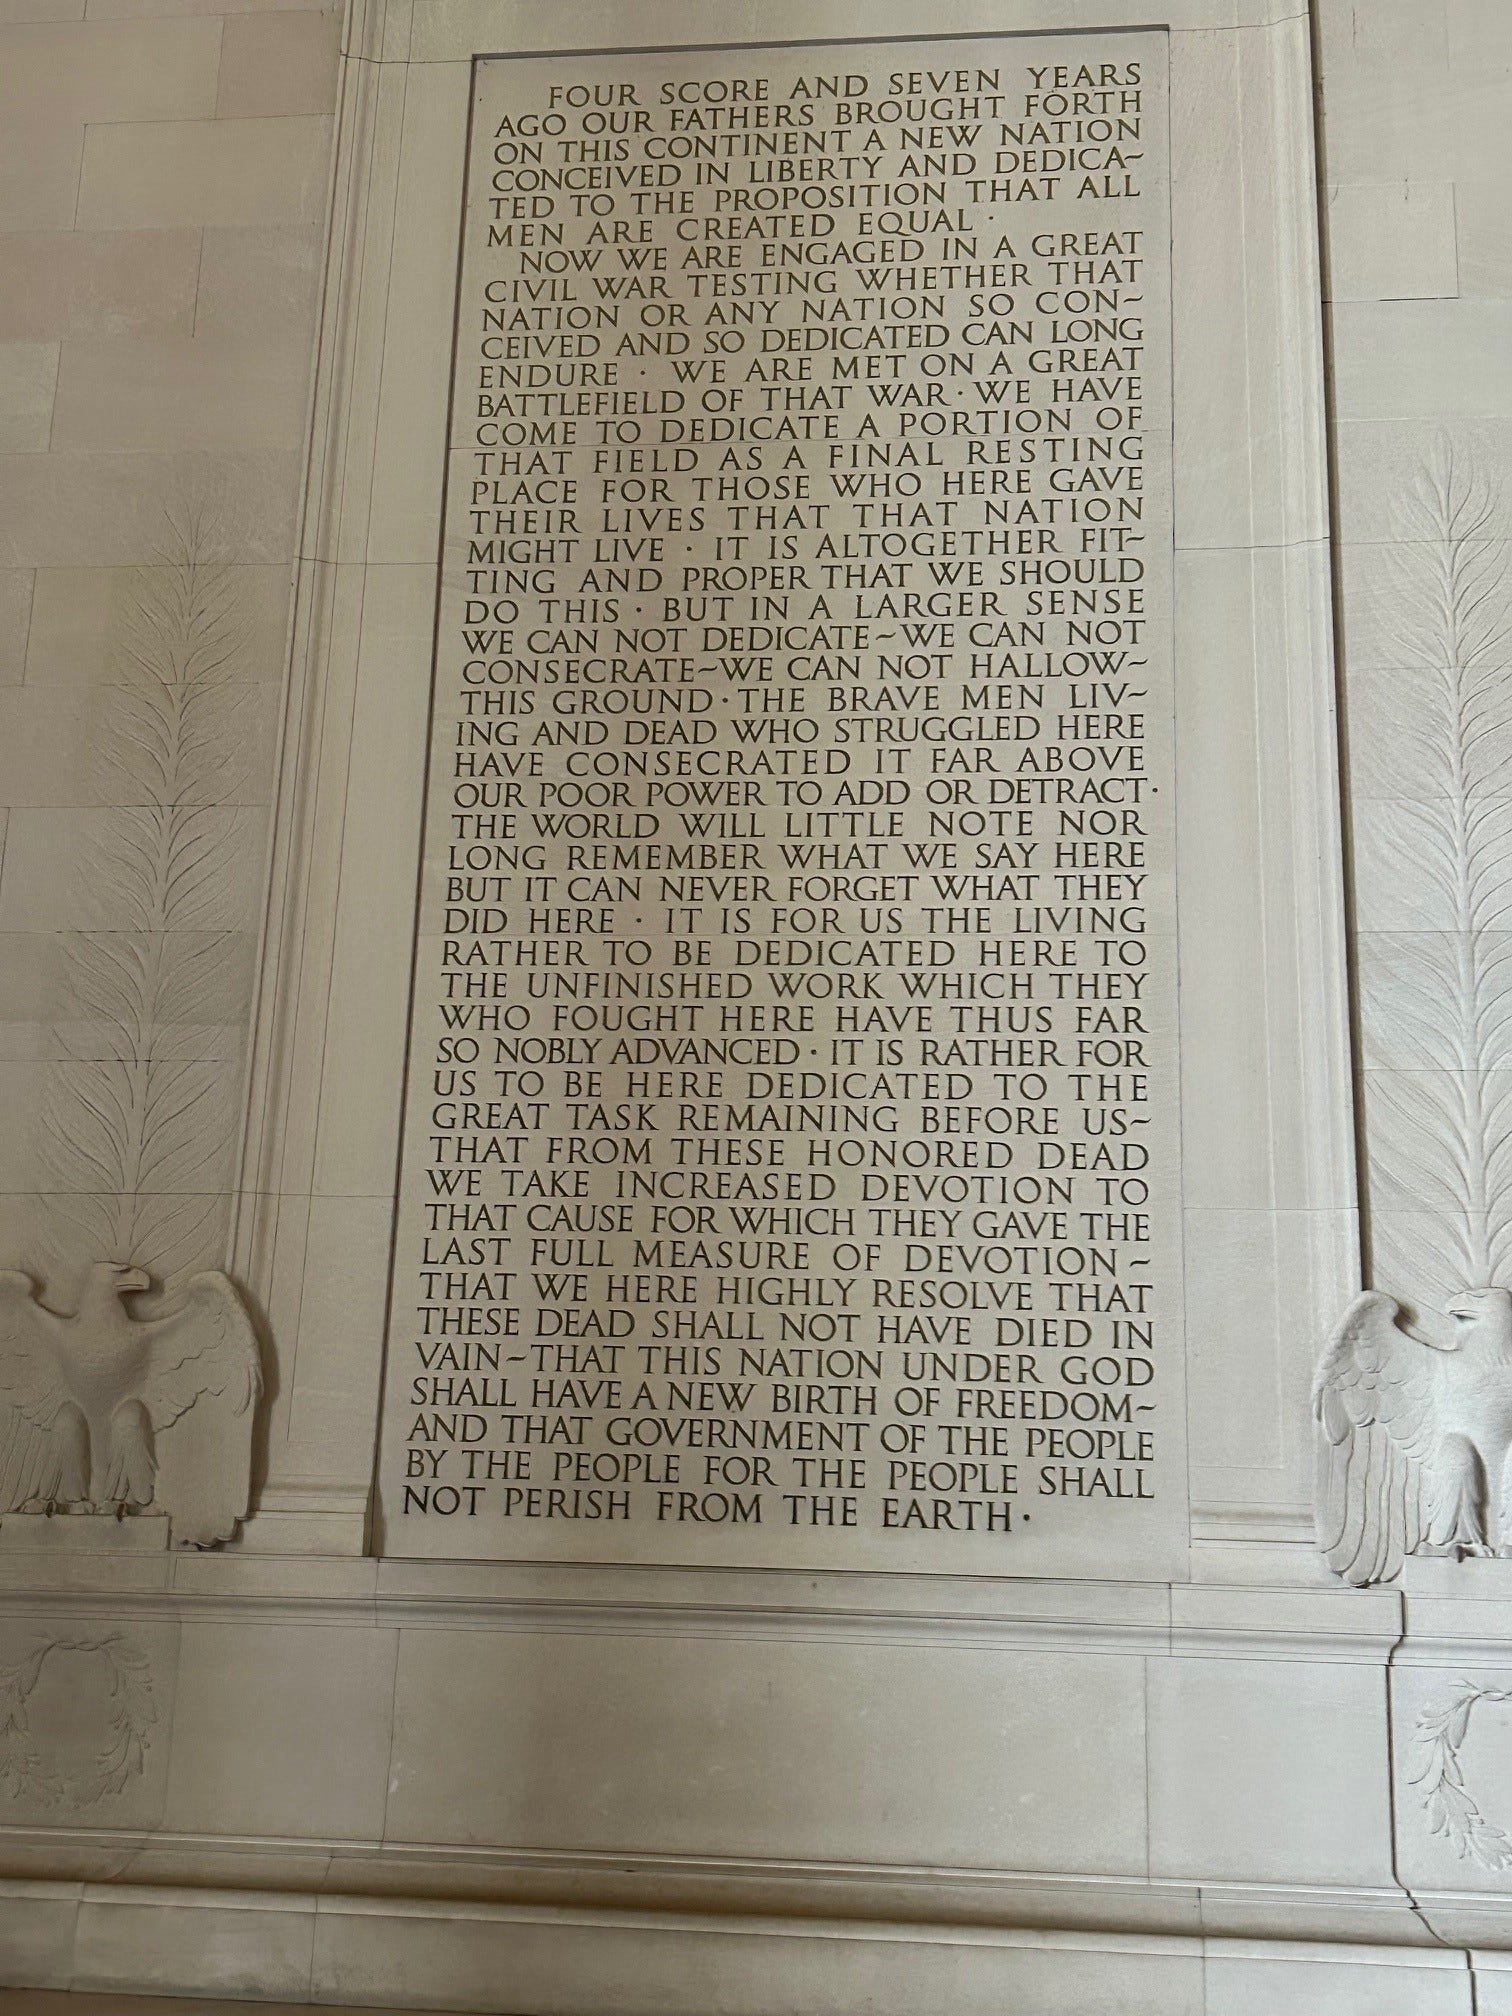 FOUR SCORE AND SEVEN YEARS
AGO OUR FATHERS BROUGHT FORTH
ON THIS CONTINENT A NEW NATION
CONCEIVED IN LIBERTY AND DEDICA~
TED TO THE PROPOSITION THAT ALL
MEN ARE CREATED EQUAL ·
NOW WE ARE ENGAGED IN A GREAT
CIVIL WAR TESTING WHETHER THAT
NATION OR ANY NATION SO CON~
CEIVED AND SO DEDICATED CAN LONG
ENDURE · WE ARE MET ON A GREAT
BATTLEFIELD OF THAT WAR · WE HAVE
COME TO DEDICATE A PORTION OF
THAT FIELD AS A FINAL RESTING
PLACE FOR THOSE WHO HERE GAVE
THEIR LIVES THAT THAT NATION
MIGHT LIVE · IT IS ALTOGETHER FIT~
TING AND PROPER THAT WE SHOULD
DO THIS · BUT IN A LARGER SENSE
WE CAN NOT DEDICATE~WE CAN NOT
CONSECRATE~WE CAN NOT HALLOW~
THIS GROUND · THE BRAVE MEN LIV~
ING AND DEAD WHO STRUGGLED HERE
HAVE CONSECRATED IT FAR ABOVE
OUR POOR POWER TO ADD OR DETRACT ·
THE WORLD WILL LITTLE NOTE NOR
LONG REMEMBER WHAT WE SAY HERE
BUT IT CAN NEVER FORGET WHAT THEY
DID HERE · IT IS FOR US THE LIVING
RATHER TO BE DEDICATED HERE TO
THE UNFINISHED WORK WHICH THEY
WHO FOUGHT HERE HAVE THUS FAR
SO NOBLY ADVANCED · IT IS RATHER FOR
US TO BE HERE DEDICATED TO THE
GREAT TASK REMAINING BEFORE US~
THAT FROM THESE HONORED DEAD
WE TAKE INCREASED DEVOTION TO
THAT CAUSE FOR WHICH THEY GAVE THE
LAST FULL MEASURE OF DEVOTION ~
THAT WE HERE HIGHLY RESOLVE THAT
THESE DEAD SHALL NOT HAVE DIED IN
VAIN~THAT THIS NATION UNDER GOD
SHALL HAVE A NEW BIRTH OF FREEDOM~
AND THAT GOVERNMENT OF THE PEOPLE
BY THE PEOPLE FOR THE PEOPLE SHALL
NOT PERISH FROM THE EARTH ·